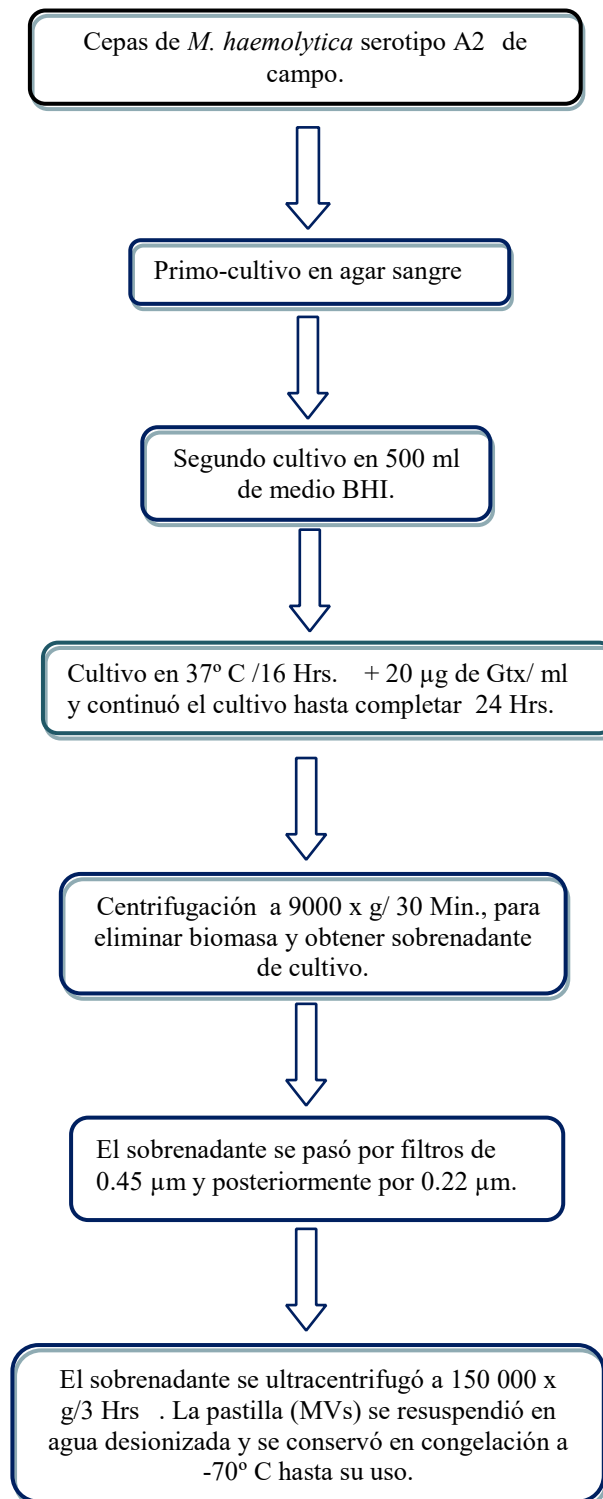 Cepas de M. haemolytica serotipo A2 de
campo.
Primo-cultivo en agar sangre
Segundo cultivo en 500 ml
de medio BHI.
Cultivo en 37º C /16 Hrs. + 20 µg de Gtx/ ml
y continuó el cultivo hasta completar 24 Hrs.
Centrifugación a 9000 x g/ 30 Min., para
eliminar biomasa y obtener sobrenadante
de cultivo.
El sobrenadante se pasó por filtros de
0.45 µm y posteriormente por 0.22 µm.
El sobrenadante se ultracentrifugó a 150 000 x
g/3 Hrs . La pastilla (MVs) se resuspendió en
agua desionizada y se conservó en congelación a
-70º C hasta su uso.